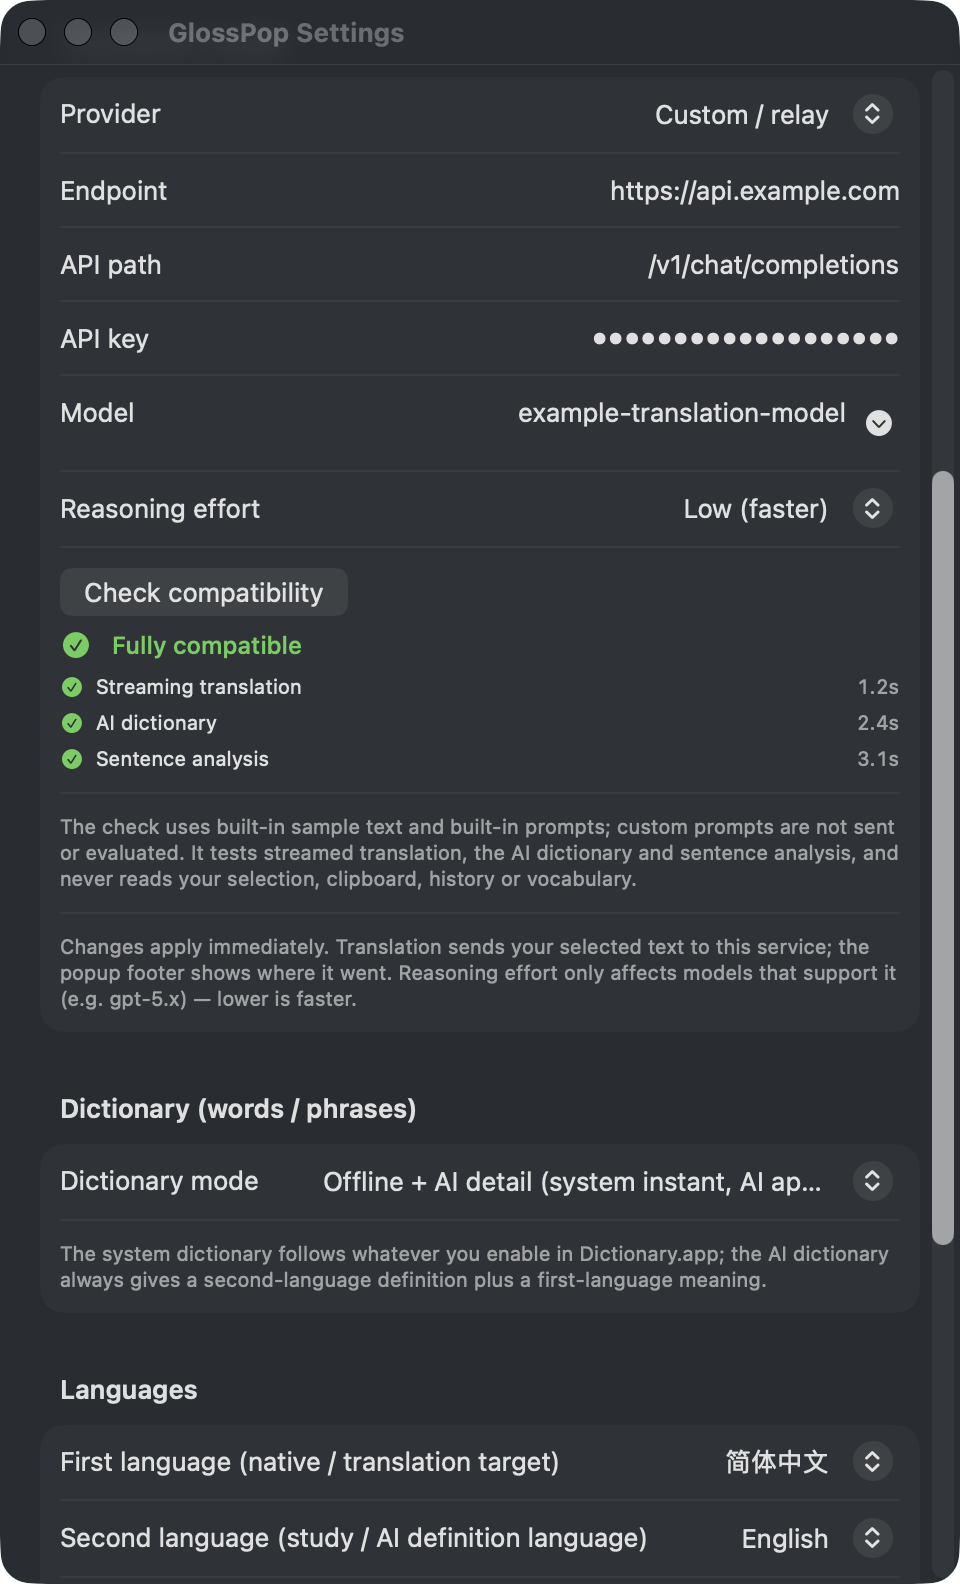 GlossPop Settings
Provider
Custom / relay
Endpoint
https://api.example.com
API path
/v1/chat/completions
API key
●●●●●●●●●●●●●●●●●●●
Model
example-translation-model
Reasoning effort
Low (faster)
Check compatibility
Fully compatible
Streaming translation
1.2s
AI dictionary
2.4s
Sentence analysis
3.1s
The check uses built-in sample text and built-in prompts; custom prompts are not sent
or evaluated. It tests streamed translation, the AI dictionary and sentence analysis, and
never reads your selection, clipboard, history or vocabulary.
Changes apply immediately. Translation sends your selected text to this service; the
popup footer shows where it went. Reasoning effort only affects models that support it
(e.g. gpt-5.x) — lower is faster.
Dictionary (words / phrases)
Dictionary mode
Offline + AI detail (system instant, AI ap...
The system dictionary follows whatever you enable in Dictionary.app; the AI dictionary
always gives a second-language definition plus a first-language meaning.
Languages
First language (native / translation target)
简体中文
Second language (study / AI definition language)
English